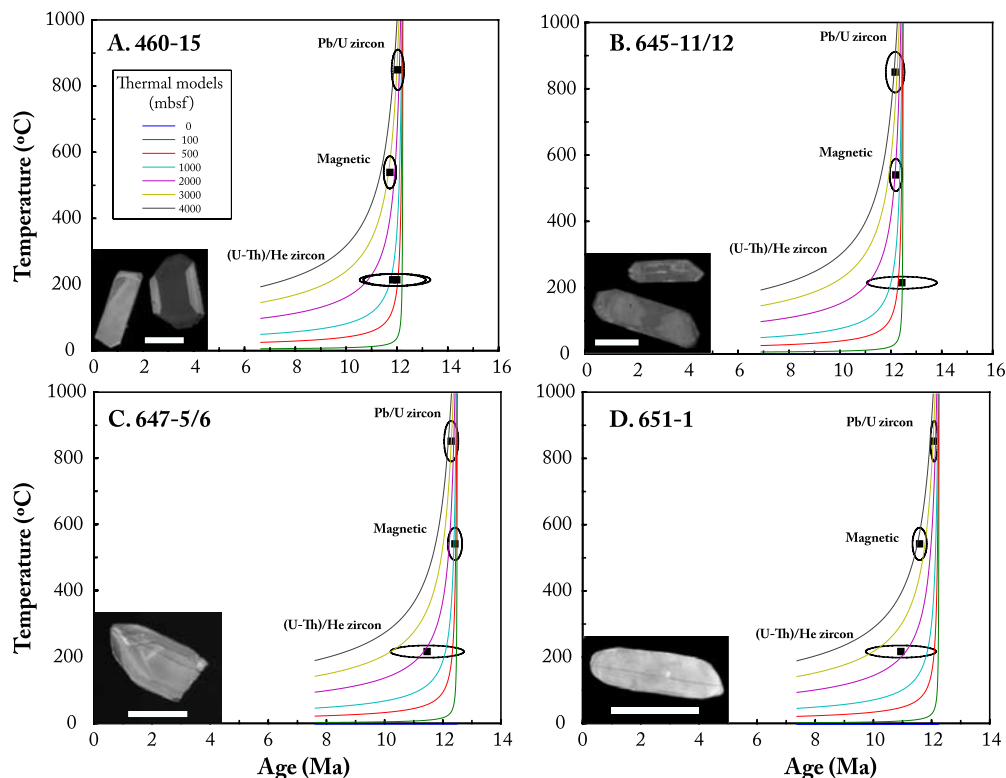 A. 460-15
Pb/U zircon
Thermal models
(mbsf)
0
100
500
1000
2000
3000
4000
Magnetic
(U-Th)/He zircon
1000
800
600
400
200
0
0 2 4 6 8 10 12 14 16
Temperature (ºC)
B. 645-11/12
Pb/U zircon
Magnetic
(U-Th)/He zircon
1000
800
600
400
200
0
0 2 4 6 8 10 12 14 16
C. 647-5/6
Pb/U zircon
Magnetic
(U-Th)/He zircon
1000
800
600
400
200
0
0 2 4 6 8 10 12 14
Temperature (ºC)
Age (Ma)
D. 651-1
Pb/U zircon
Magnetic
(U-Th)/He zircon
1000
800
600
400
200
0
0 2 4 6 8 10 12 14
Age (Ma)